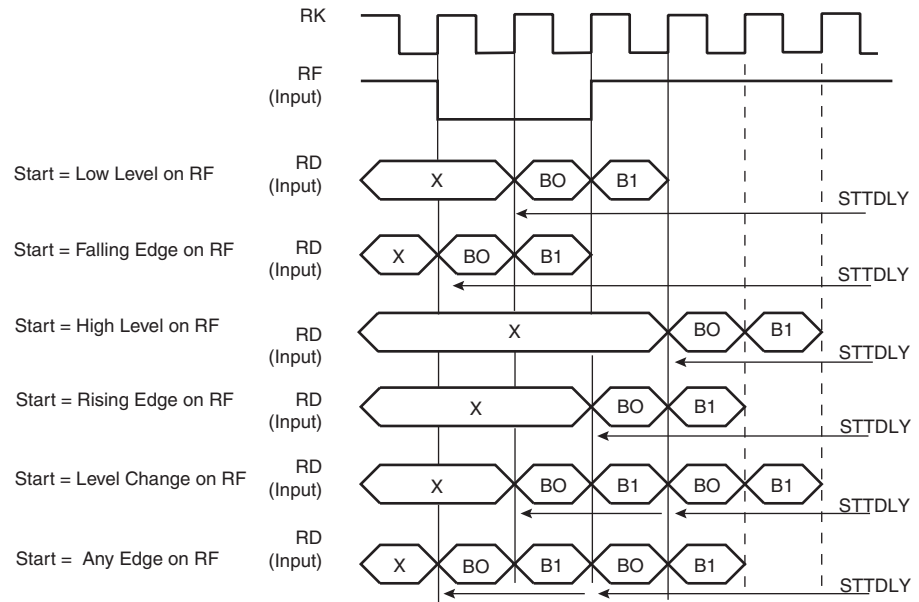 RK
RF
(Input)
Start = Low Level on RF
RD
(Input)
X
BO
B1
STTDLY
Start = Falling Edge on RF
RD
(Input)
X
BO
B1
STTDLY
Start = High Level on RF
RD
(Input)
X
BO
B1
STTDLY
Start = Rising Edge on RF
RD
(Input)
X
BO
B1
STTDLY
Start = Level Change on RF
RD
(Input)
X
BO
B1
BO
B1
STTDLY
Start = Any Edge on RF
RD
(Input)
X
BO
B1
BO
B1
STTDLY